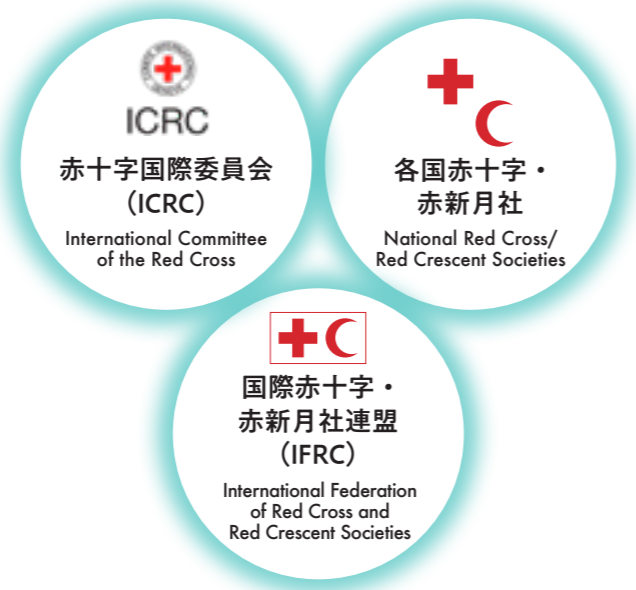 ICRC
赤十字国際委員会
（ICRC）
International Committee
of the Red Cross
各国赤十字・
赤新月社
National Red Cross/
Red Crescent Societies
国際赤十字・
赤新月社連盟
（IFRC）
International Federation
of Red Cross and
Red Crescent Societies